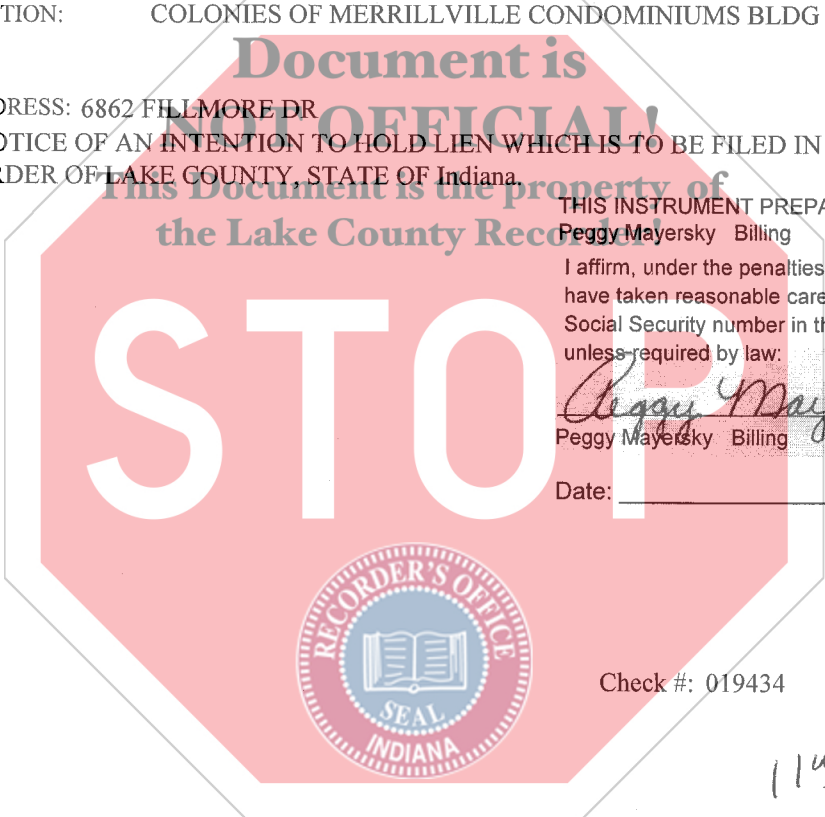 TION: COLONIES OF MERRILLVILLE CONDOMINIUMS BLDG
Document is
DRESS: 6862 FILLMORE DR
NOT OFFICIAL!
OTICE OF AN INTENTION TO HOLD LIEN WHICH IS TO BE FILED IN
RDER OF LAKE COUNTY, STATE OF Indiana.
This Document is the property of
the Lake County Recorder!
THIS INSTRUMENT PREPA
Peggy Mayersky Billing
I affirm, under the penalties
have taken reasonable care
Social Security number in th
unless required by law:
Peggy May
Peggy Mayersky Billing
Date:
STOP
RECORDER'S OFFICE
SEAL
INDIANA
Check #: 019434